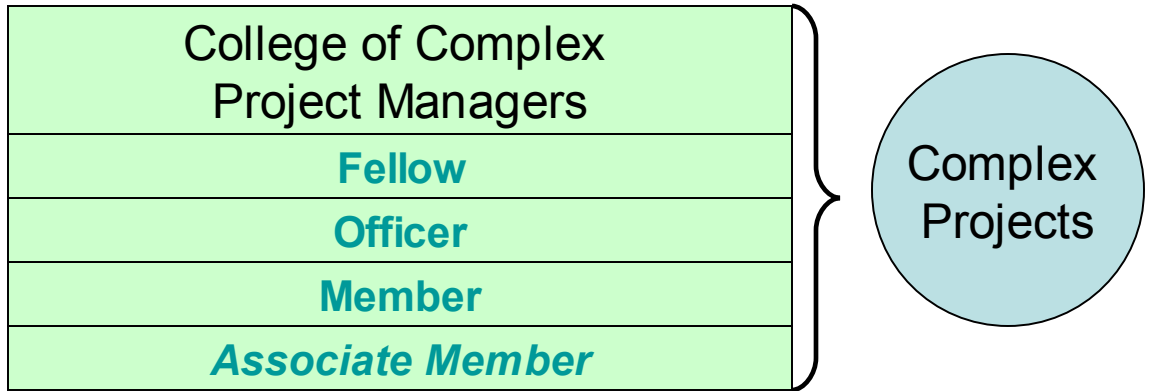 College of Complex
Project Managers
Fellow
Officer
Member
Associate Member
Complex
Projects